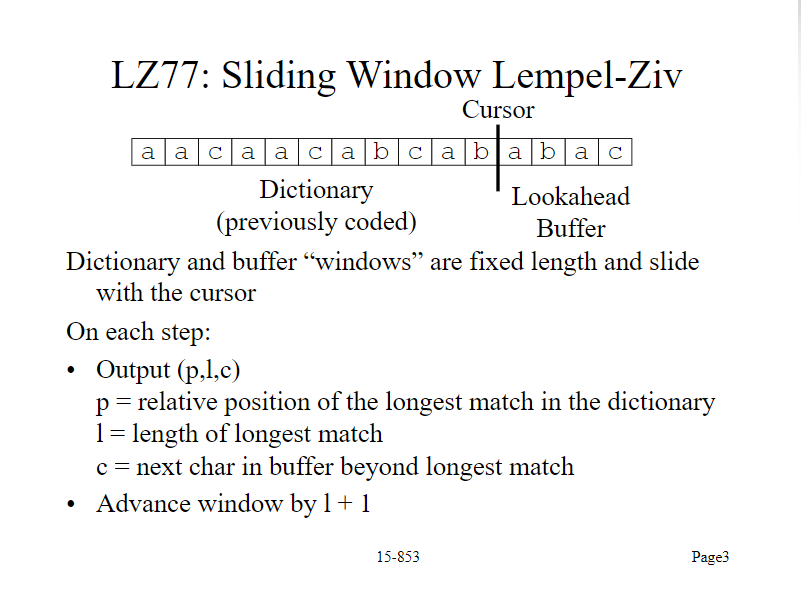 LZ77: Sliding Window Lempel-Ziv
Cursor
a a c a a c a b c a b a b a c
Dictionary
(previously coded)
Lookahead
Buffer
Dictionary and buffer “windows” are fixed length and slide
with the cursor
On each step:
• Output (p,l,c)
p = relative position of the longest match in the dictionary
l = length of longest match
c = next char in buffer beyond longest match
• Advance window by l + 1
15-853
Page3